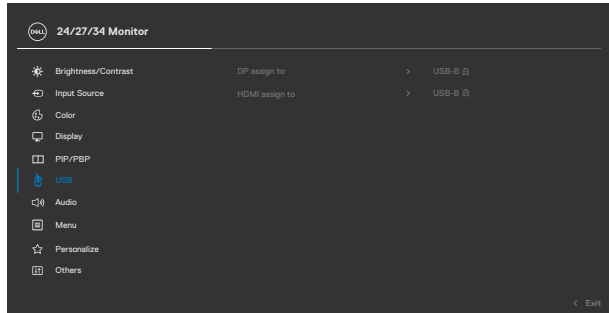 DELL 24/27/34 Monitor
Brightness/Contrast DP assign to > USB-B
Input Source HDMI assign to > USB-B
Color
Display
PIP/PBP
USB
Audio
Menu
Personalize
Others
< Exit